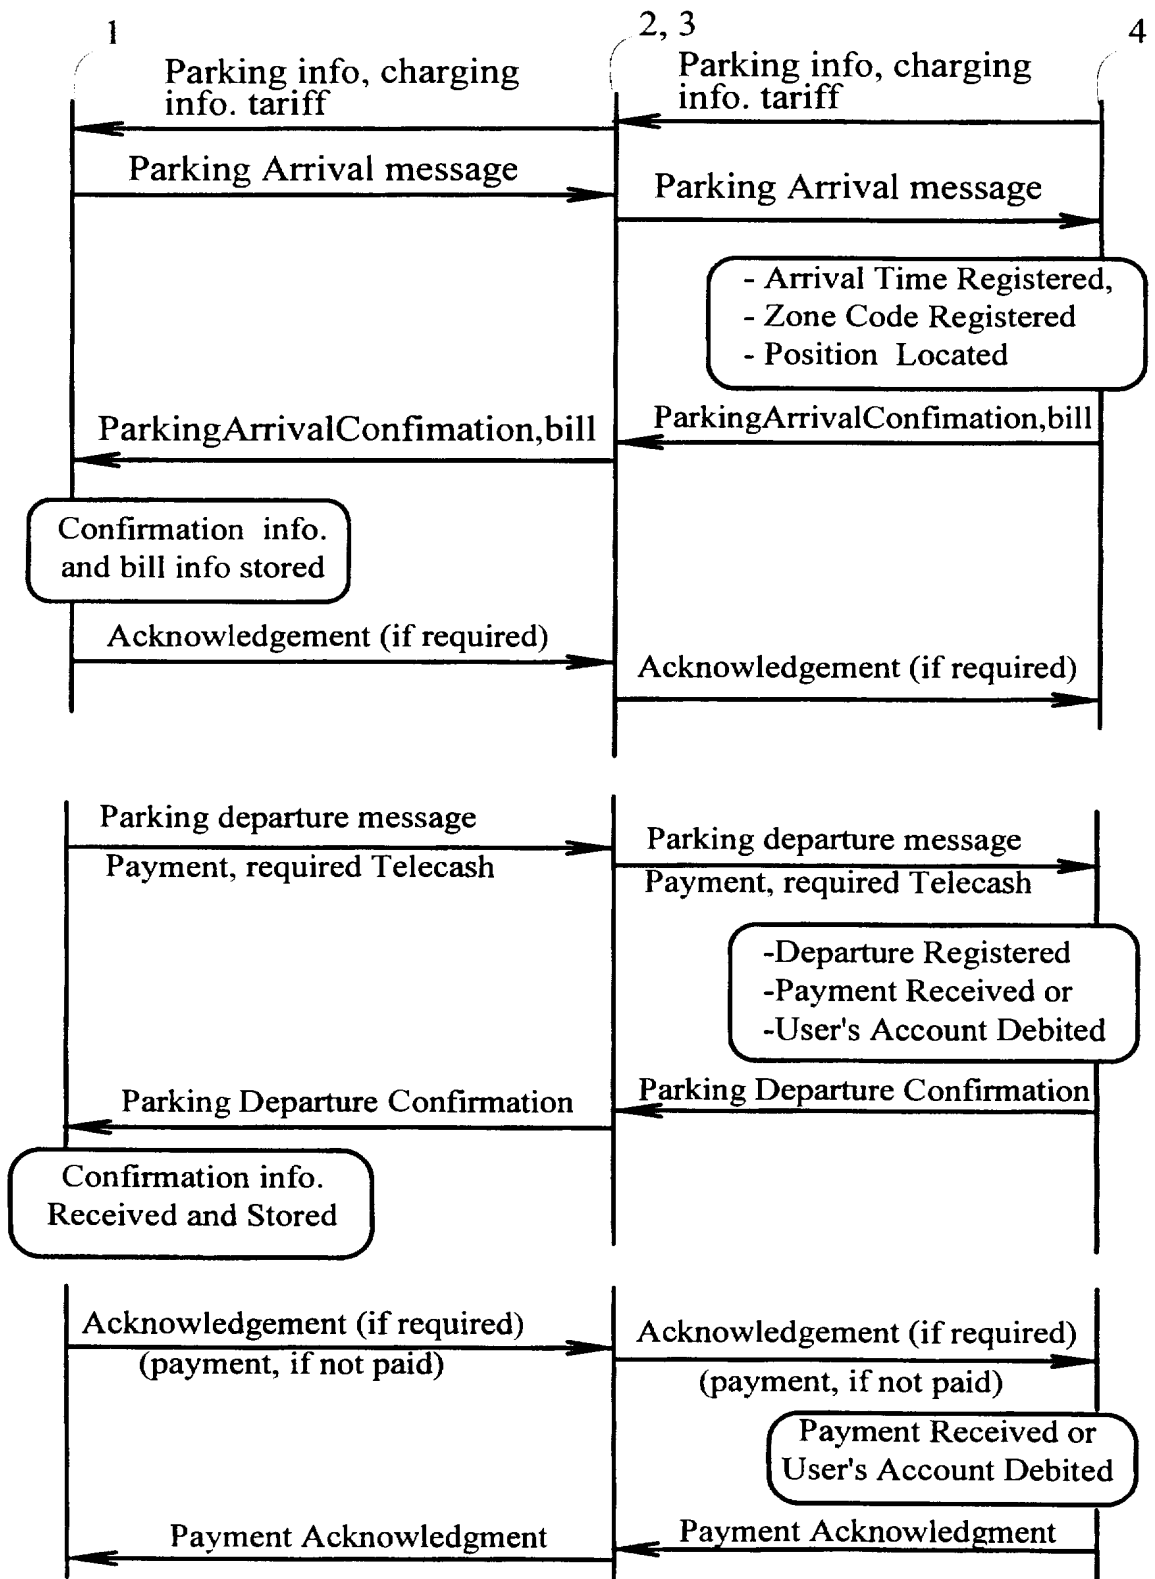 1
2, 3
4
Parking info, charging
info. tariff
Parking info, charging
info. tariff
Parking Arrival message
Parking Arrival message
- Arrival Time Registered,
- Zone Code Registered
- Position Located
ParkingArrivalConfimation,bill
ParkingArrivalConfimation,bill
Confirmation info.
and bill info stored
Acknowledgement (if required)
Acknowledgement (if required)
Parking departure message
Payment, required Telecash
Parking departure message
Payment, required Telecash
-Departure Registered
-Payment Received or
-User's Account Debited
Parking Departure Confirmation
Parking Departure Confirmation
Confirmation info.
Received and Stored
Acknowledgement (if required)
(payment, if not paid)
Acknowledgement (if required)
(payment, if not paid)
Payment Received or
User's Account Debited
Payment Acknowledgment
Payment Acknowledgment